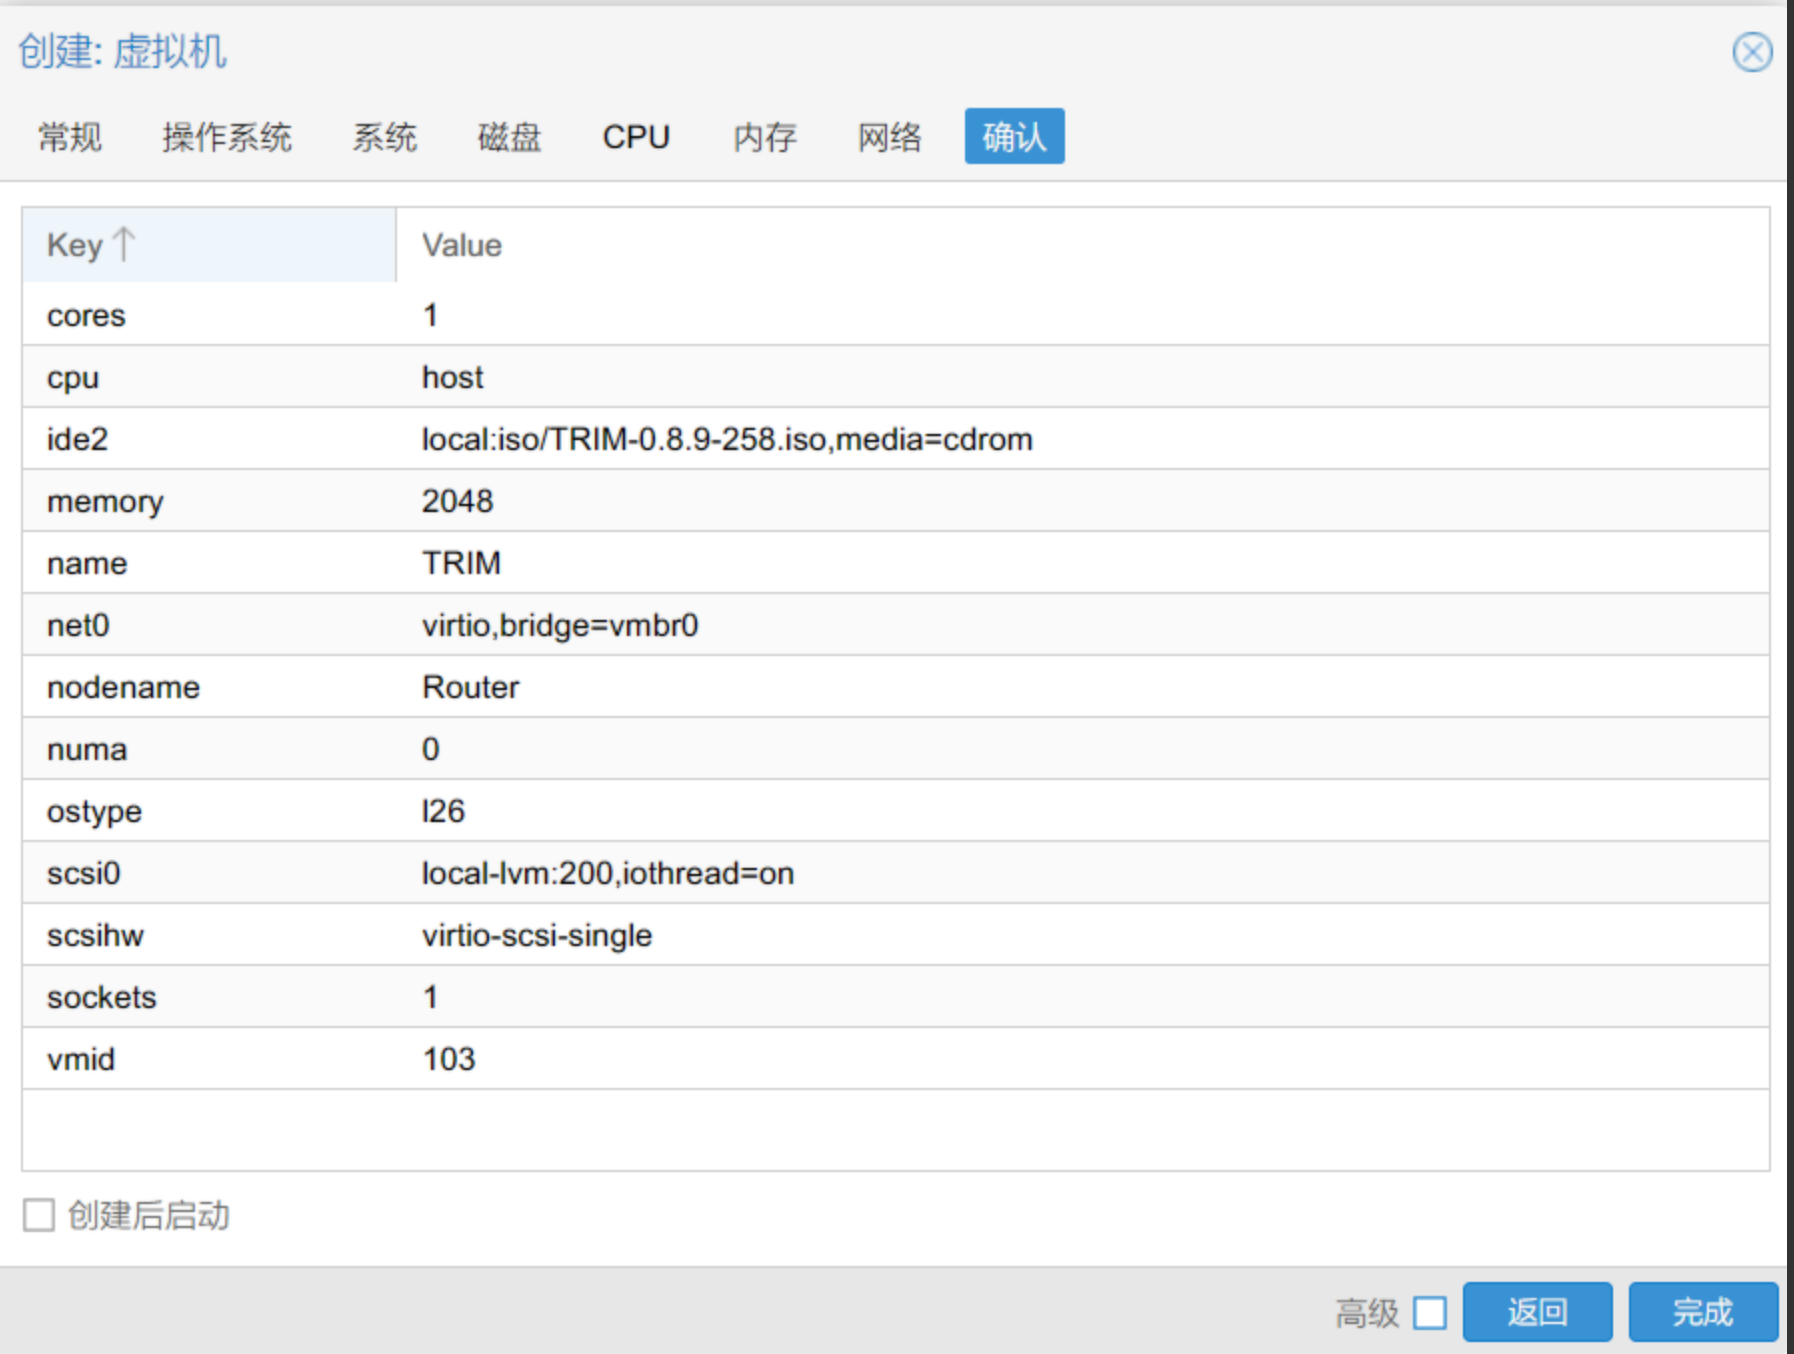 创建: 虚拟机
常规 操作系统 系统 磁盘 CPU 内存 网络 确认
Key Value
cores 1
cpu host
ide2 local:iso/TRIM-0.8.9-258.iso,media=cdrom
memory 2048
name TRIM
net0 virtio,bridge=vmbr0
nodename Router
numa 0
ostype l26
scsi0 local-lvm:200,iothread=on
scsihw virtio-scsi-single
sockets 1
vmid 103
创建后启动
高级 返回 完成